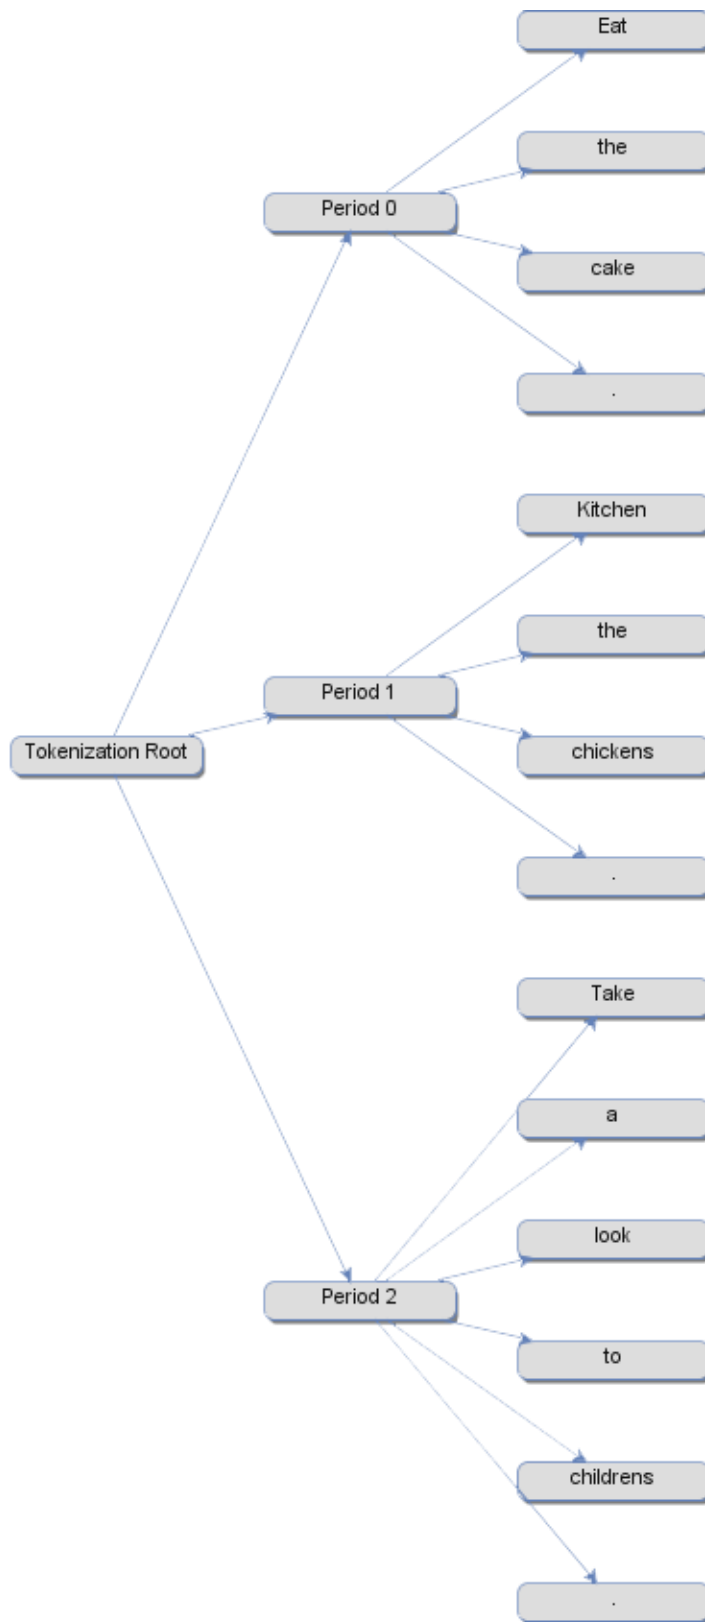 Eat
the
Period 0
cake
.
Kitchen
the
Period 1
Tokenization Root
chickens
.
Take
a
look
Period 2
to
childrens
.